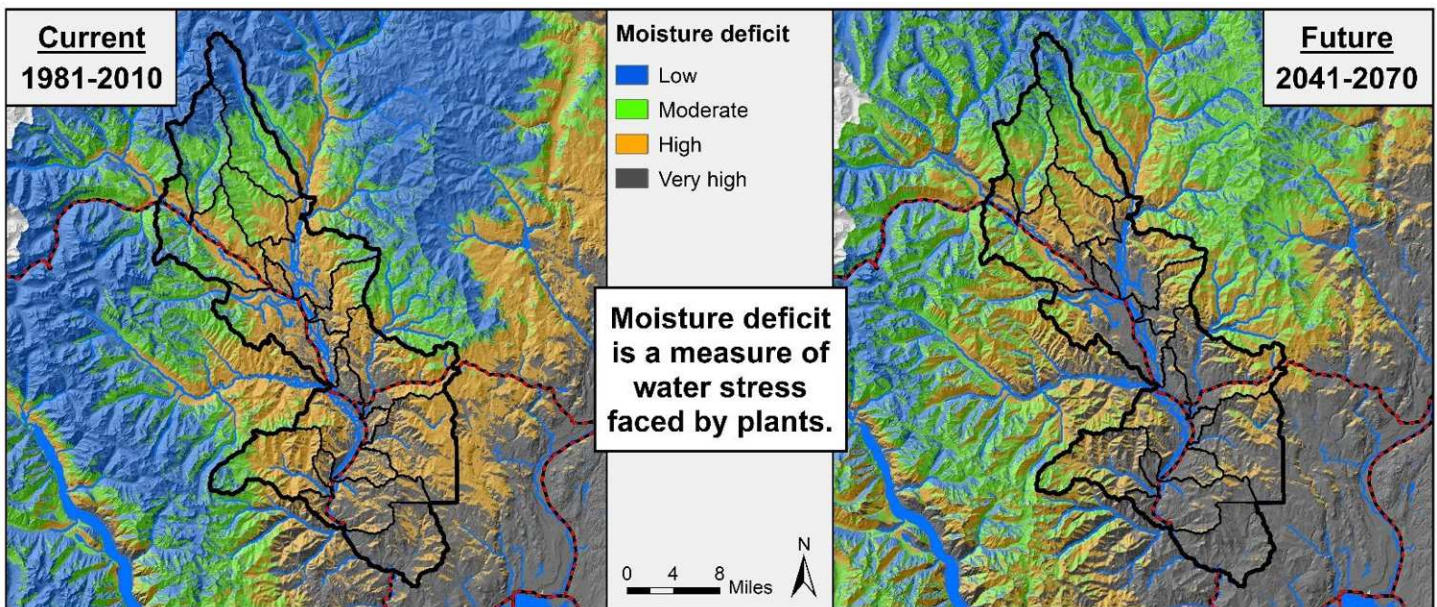 Current
1981-2010
Moisture deficit
Low
Moderate
High
Very high
Moisture deficit
is a measure of
water stress
faced by plants.
0 4 8 Miles
N
Future
2041-2070